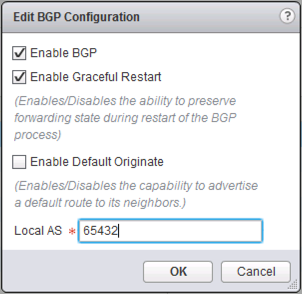 Edit BGP Configuration ?
Enable BGP
Enable Graceful Restart
(Enables/Disables the ability to preserve
forwarding state during restart of the BGP
process)
Enable Default Originate
(Enables/Disables the capability to advertise
a default route to its neighbors.)
Local AS * 65432
OK Cancel